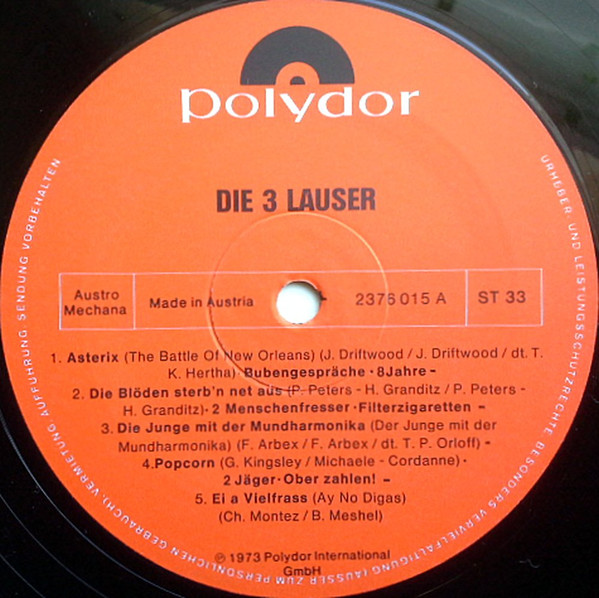 polydor
DIE 3 LAUSER
Austro
Mechana
Made in Austria
2376 015 A
ST 33
1. Asterix (The Battle Of New Orleans) (J. Driftwood / J. Driftwood / dt. T.
K. Hertha)· Bubengespräche · 8Jahre –
2. Die Blöden sterb'n net aus (P. Peters - H. Granditz / P. Peters -
H. Granditz)· 2 Menschenfresser · Filterzigaretten –
3. Die Junge mit der Mundharmonika (Der Junge mit der
Mundharmonika) (F. Arbex / F. Arbex / dt. T. P. Orloff) –
4.Popcorn (G. Kingsley / Michaele - Cordanne) ·
2 Jäger · Ober zahlen! –
5. Ei a Vielfrass (Ay No Digas)
(Ch. Montez / B. Meshel)
℗ 1973 Polydor International
GmbH
URHEBER- UND LEISTUNGSSCHUTZRECHTE BESONDERS VERVIELFÄLTIGUNG (AUSSER ZUM PERSÖNLICHEN GEBRAUCH), VERMIETUNG AUFFÜHRUNG, SENDUNG VORBEHALTEN